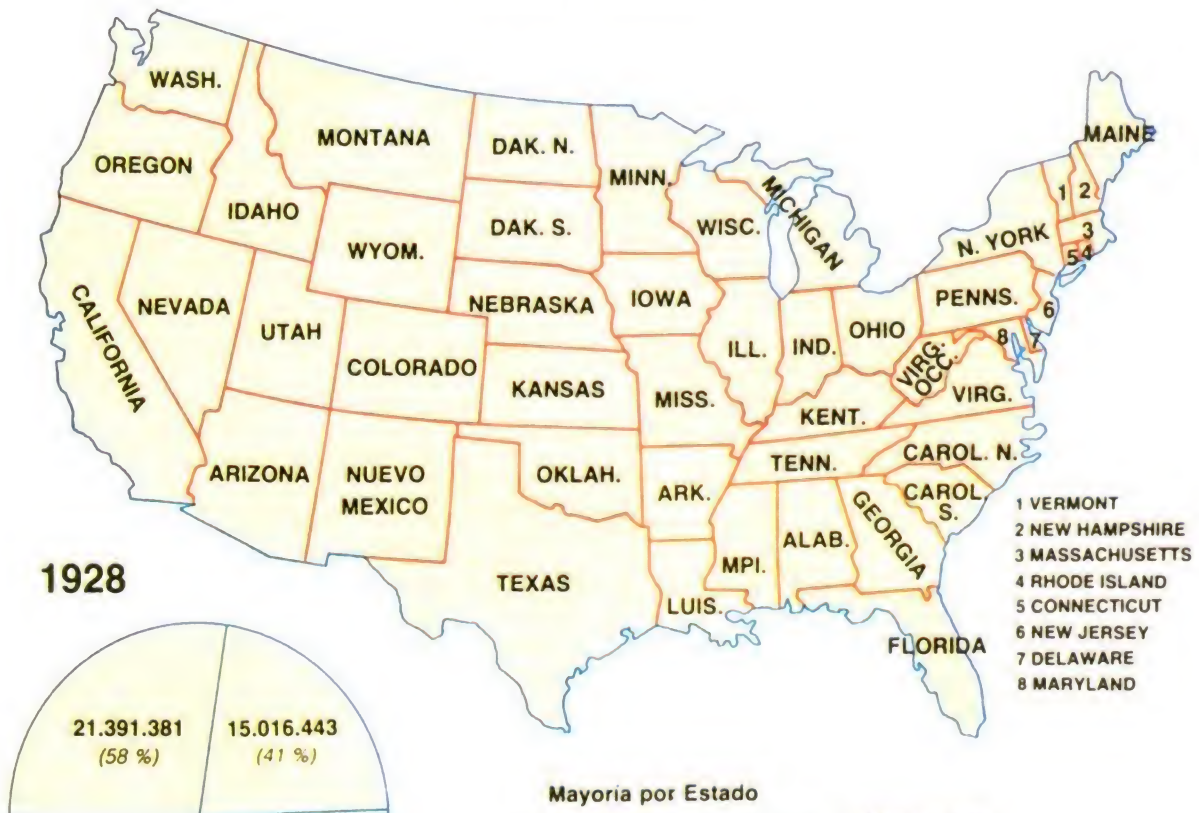 WASH.
OREGON
CALIFORNIA
IDAHO
NEVADA
MONTANA
WYOM.
UTAH
COLORADO
ARIZONA
NUEVO
MEXICO
DAK. N.
DAK. S.
NEBRASKA
KANSAS
OKLAH.
TEXAS
MINN.
IOWA
MISS.
ARK.
LUIS.
WISC.
ILL.
MICHIGAN
IND.
OHIO
KENT.
TENN.
MPI.
ALAB.
GEORGIA
FLORIDA
CAROL. S.
CAROL. N.
VIRG.
VIRG.
OCC.
PENNS.
N. YORK
MAINE
1
2
3
4
5
6
7
8
1 VERMONT
2 NEW HAMPSHIRE
3 MASSACHUSETTS
4 RHODE ISLAND
5 CONNECTICUT
6 NEW JERSEY
7 DELAWARE
8 MARYLAND
1928
21.391.381
(58 %)
15.016.443
(41 %)
Mayoría por Estado